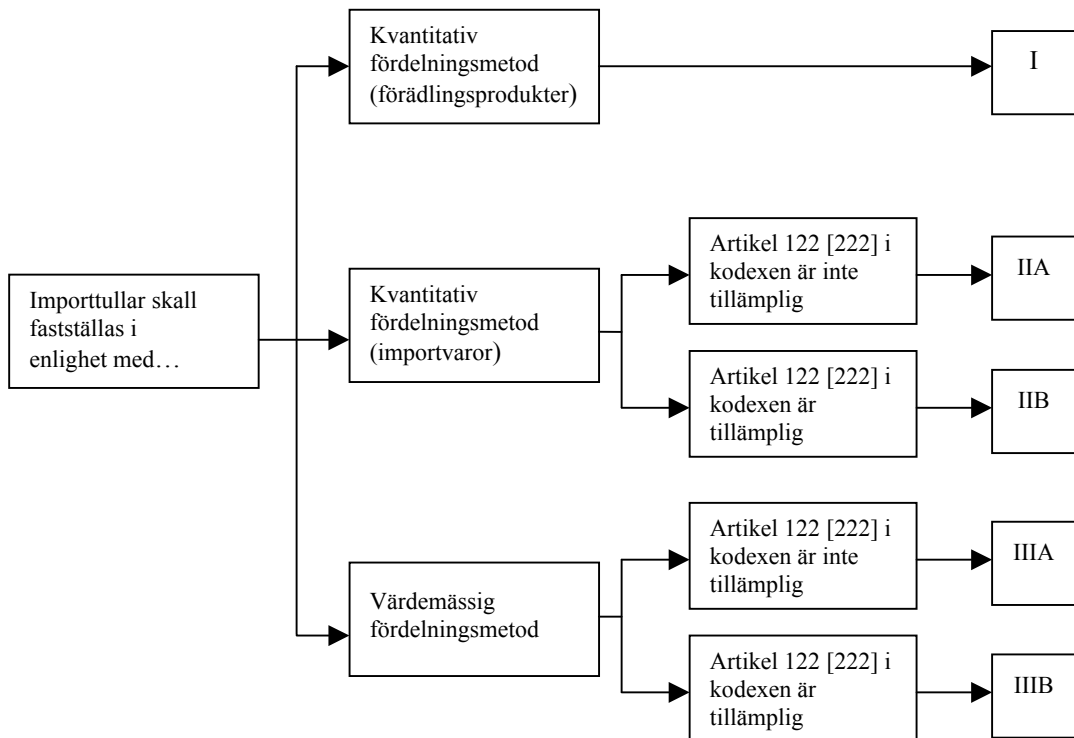 Kvantitativ
fördelningsmetod
(förädlingsprodukter)
I
Importtullar skall
fastställas i
enlighet med…
Kvantitativ
fördelningsmetod
(importvaror)
Artikel 122 [222] i
kodexen är inte
tillämplig
IIA
Artikel 122 [222] i
kodexen är
tillämplig
IIB
Värdemässig
fördelningsmetod
Artikel 122 [222] i
kodexen är inte
tillämplig
IIIA
Artikel 122 [222] i
kodexen är
tillämplig
IIIB